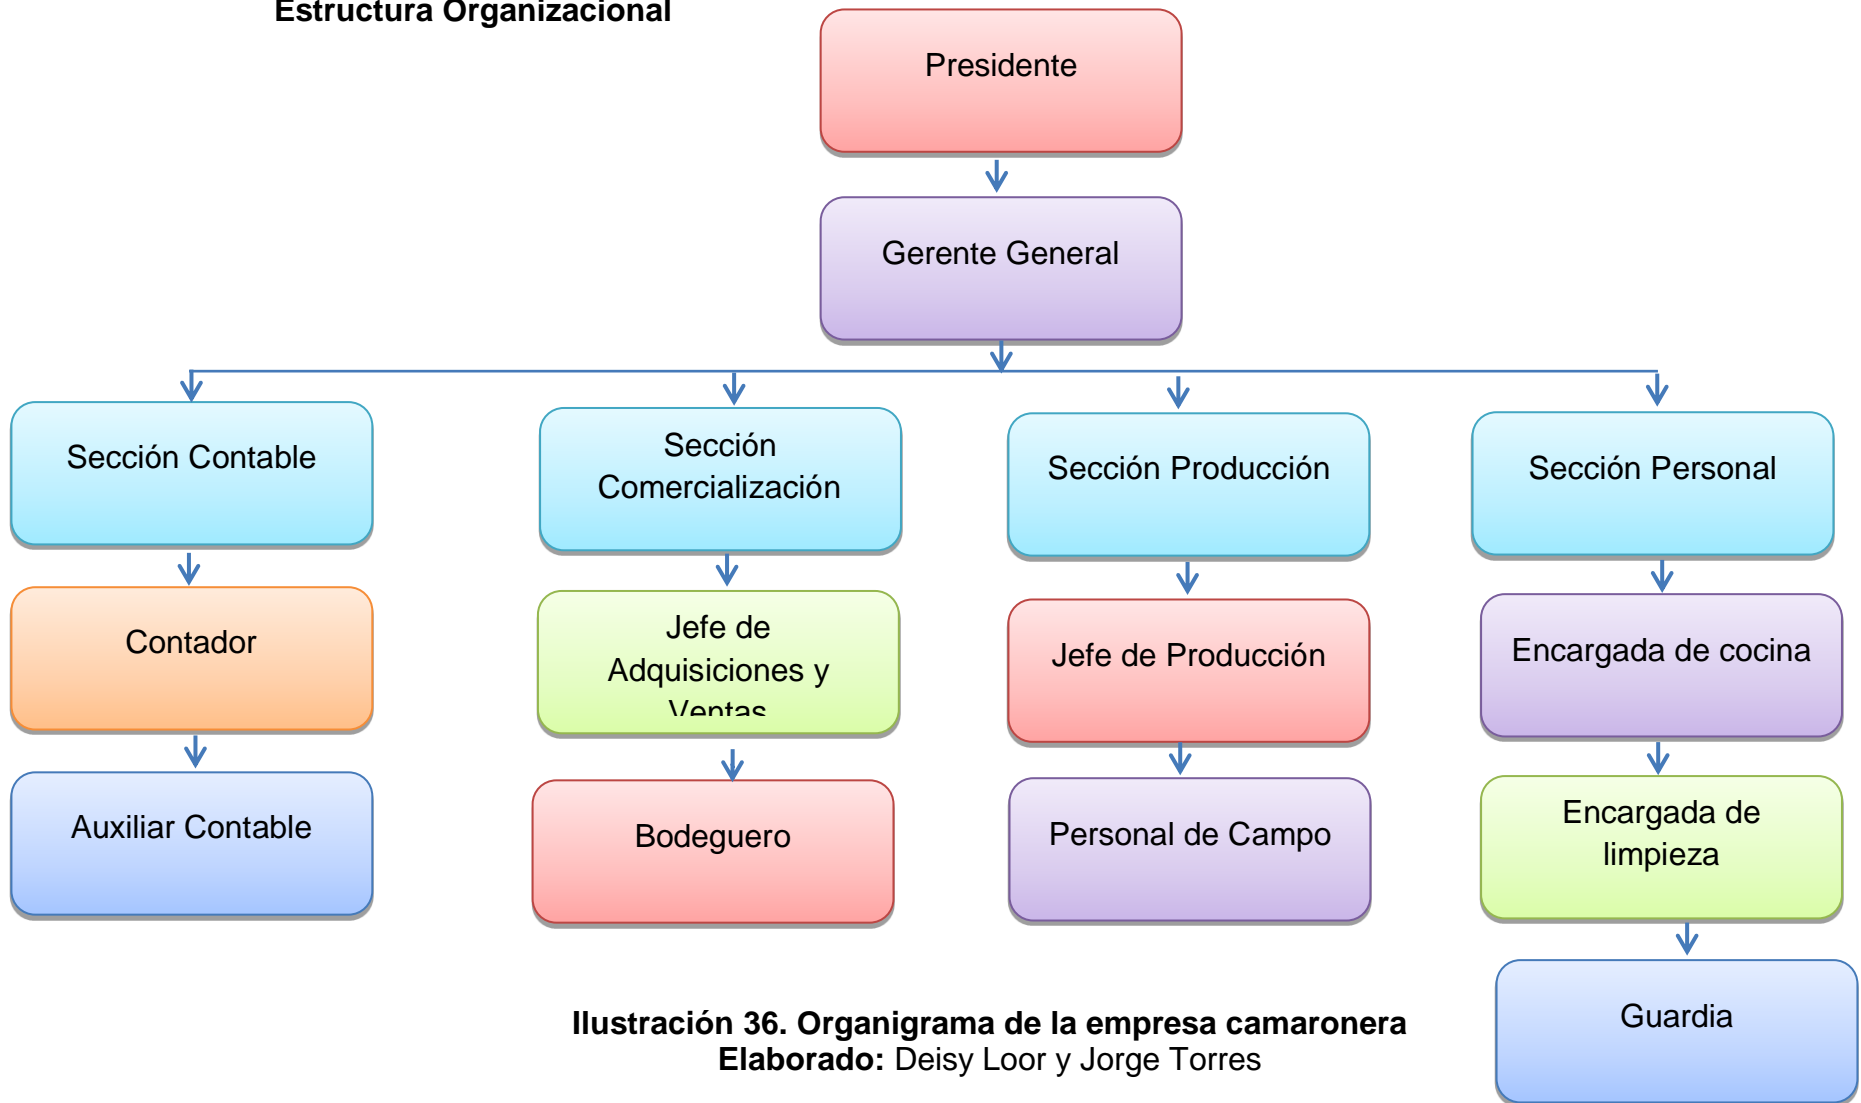 Estructura Organizacional
Presidente
Gerente General
Sección Contable
Sección
Comercialización
Sección Producción
Sección Personal
Contador
Jefe de
Adquisiciones y
Ventas
Jefe de Producción
Encargada de cocina
Auxiliar Contable
Bodeguero
Personal de Campo
Encargada de
limpieza
Guardia
Ilustración 36. Organigrama de la empresa camaronera
Elaborado: Deisy Loor y Jorge Torres